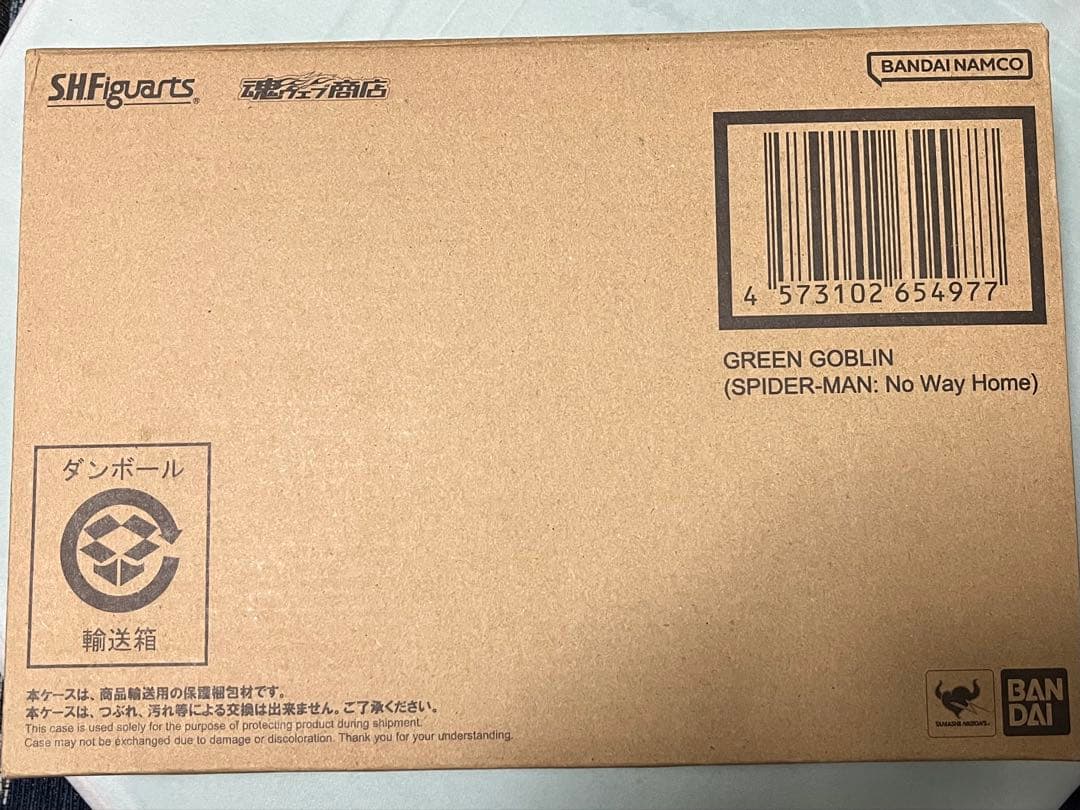 S.H.Figuarts®
魂ウェブ商店
BANDAI NAMCO
4 573102 654977
GREEN GOBLIN
(SPIDER-MAN: No Way Home)
ダンボール
輸送箱
本ケースは、商品輸送用の保護梱包材です。
本ケースは、つぶれ、汚れ等による交換は出来ません。ご了承ください。
This case is used solely for the purpose of protecting product during shipment.
Case may not be exchanged due to damage or discoloration. Thank you for your understanding.
TAMASHII NATIONS
BAN
DAI